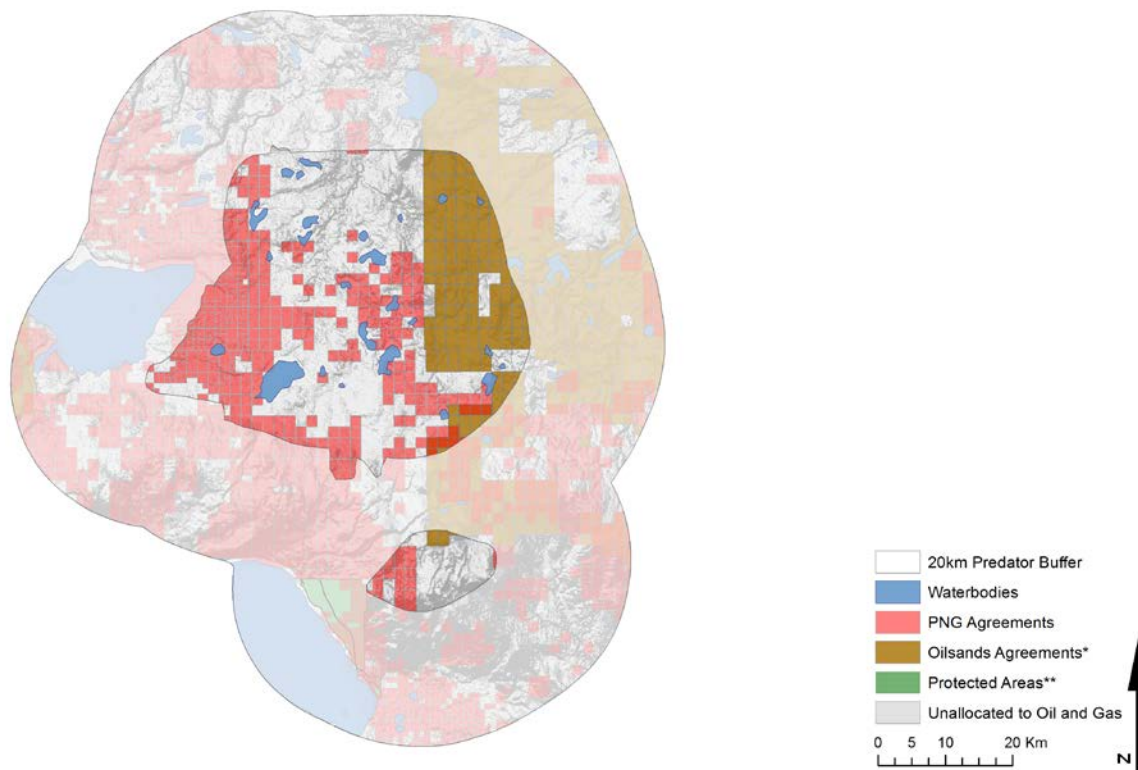 20km Predator Buffer
Waterbodies
PNG Agreements
Oilsands Agreements*
Protected Areas**
Unallocated to Oil and Gas
0 5 10 20 Km
N